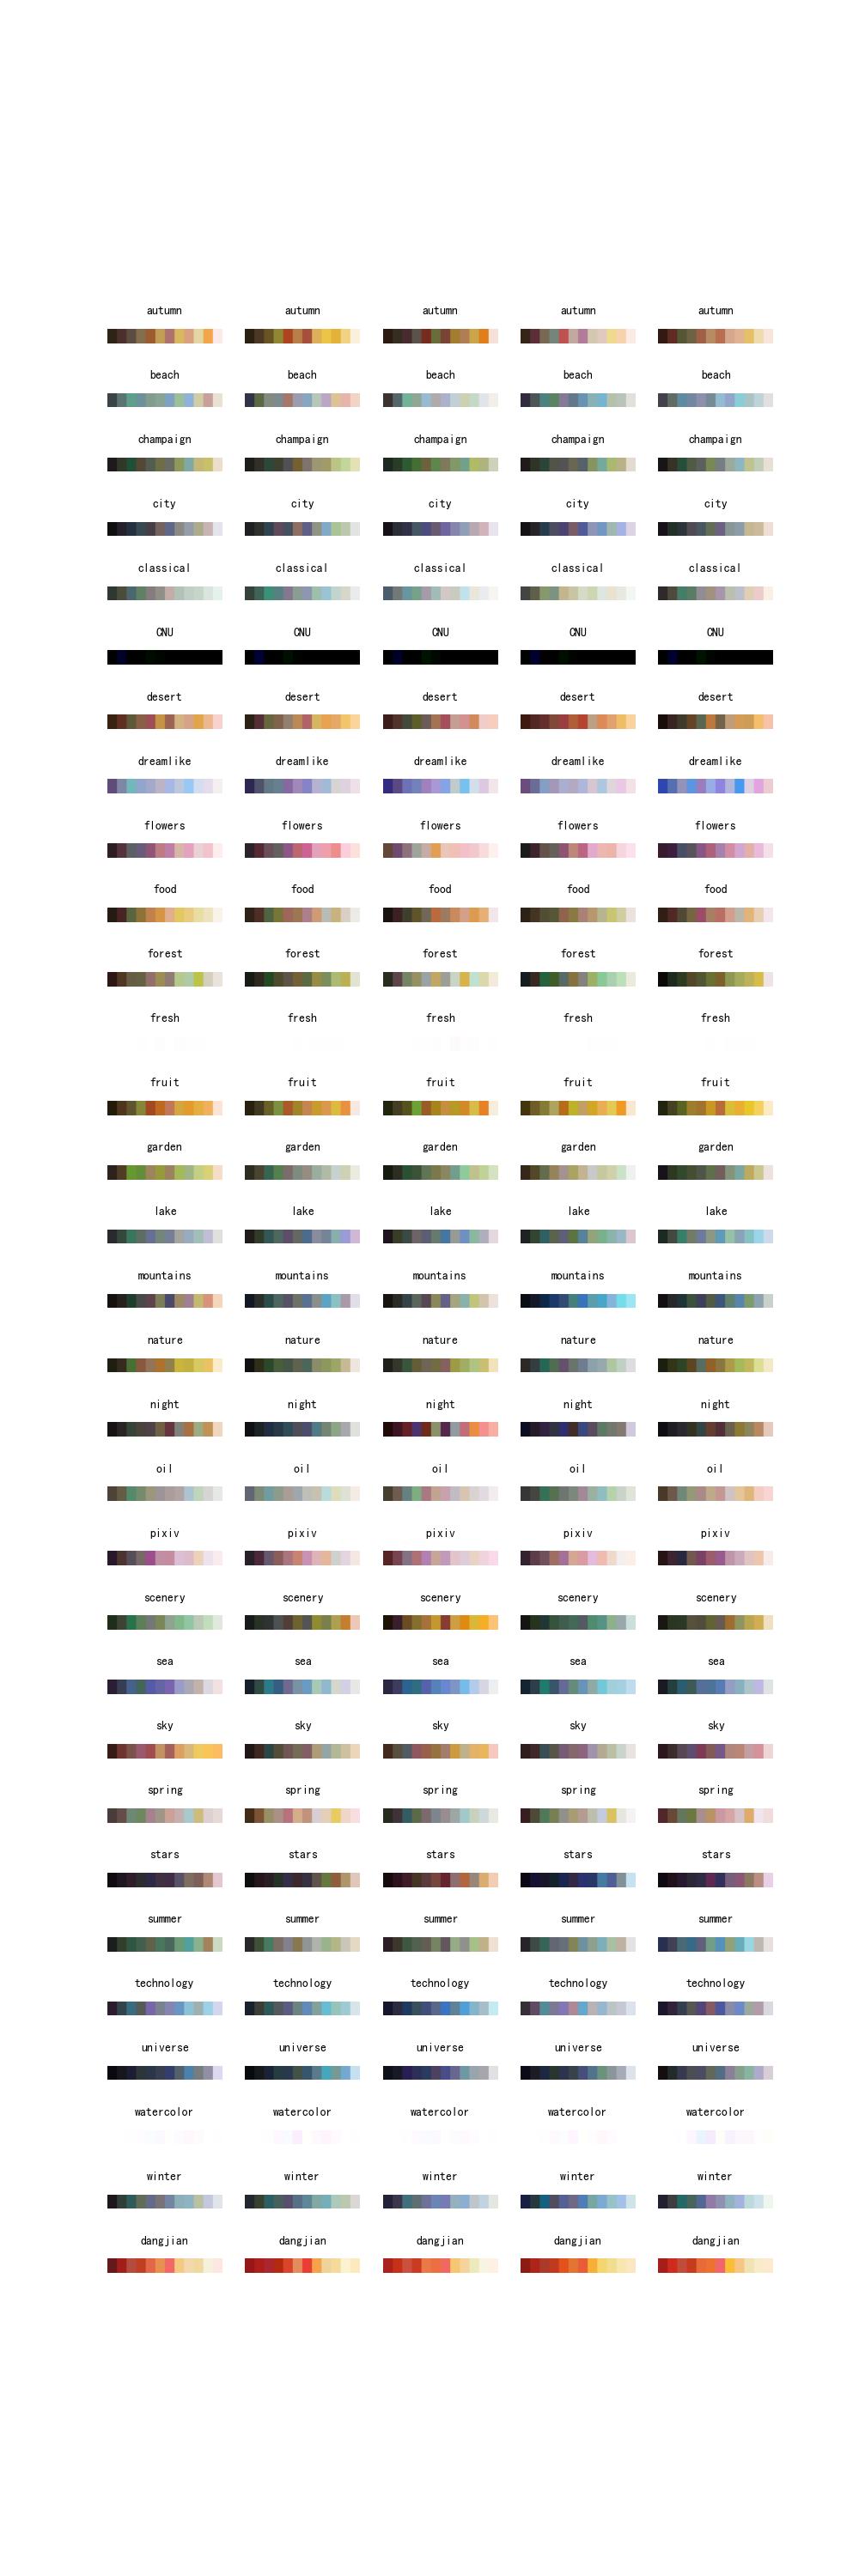 autumn autumn autumn autumn autumn
beach beach beach beach beach
champaign champaign champaign champaign champaign
city city city city city
classical classical classical classical classical
CNU CNU CNU CNU CNU
desert desert desert desert desert
dreamlike dreamlike dreamlike dreamlike dreamlike
flowers flowers flowers flowers flowers
food food food food food
forest forest forest forest forest
fresh fresh fresh fresh fresh
fruit fruit fruit fruit fruit
garden garden garden garden garden
lake lake lake lake lake
mountains mountains mountains mountains mountains
nature nature nature nature nature
night night night night night
oil oil oil oil oil
pixiv pixiv pixiv pixiv pixiv
scenery scenery scenery scenery scenery
sea sea sea sea sea
sky sky sky sky sky
spring spring spring spring spring
stars stars stars stars stars
summer summer summer summer summer
technology technology technology technology technology
universe universe universe universe universe
watercolor watercolor watercolor watercolor watercolor
winter winter winter winter winter
dangjian dangjian dangjian dangjian dangjian